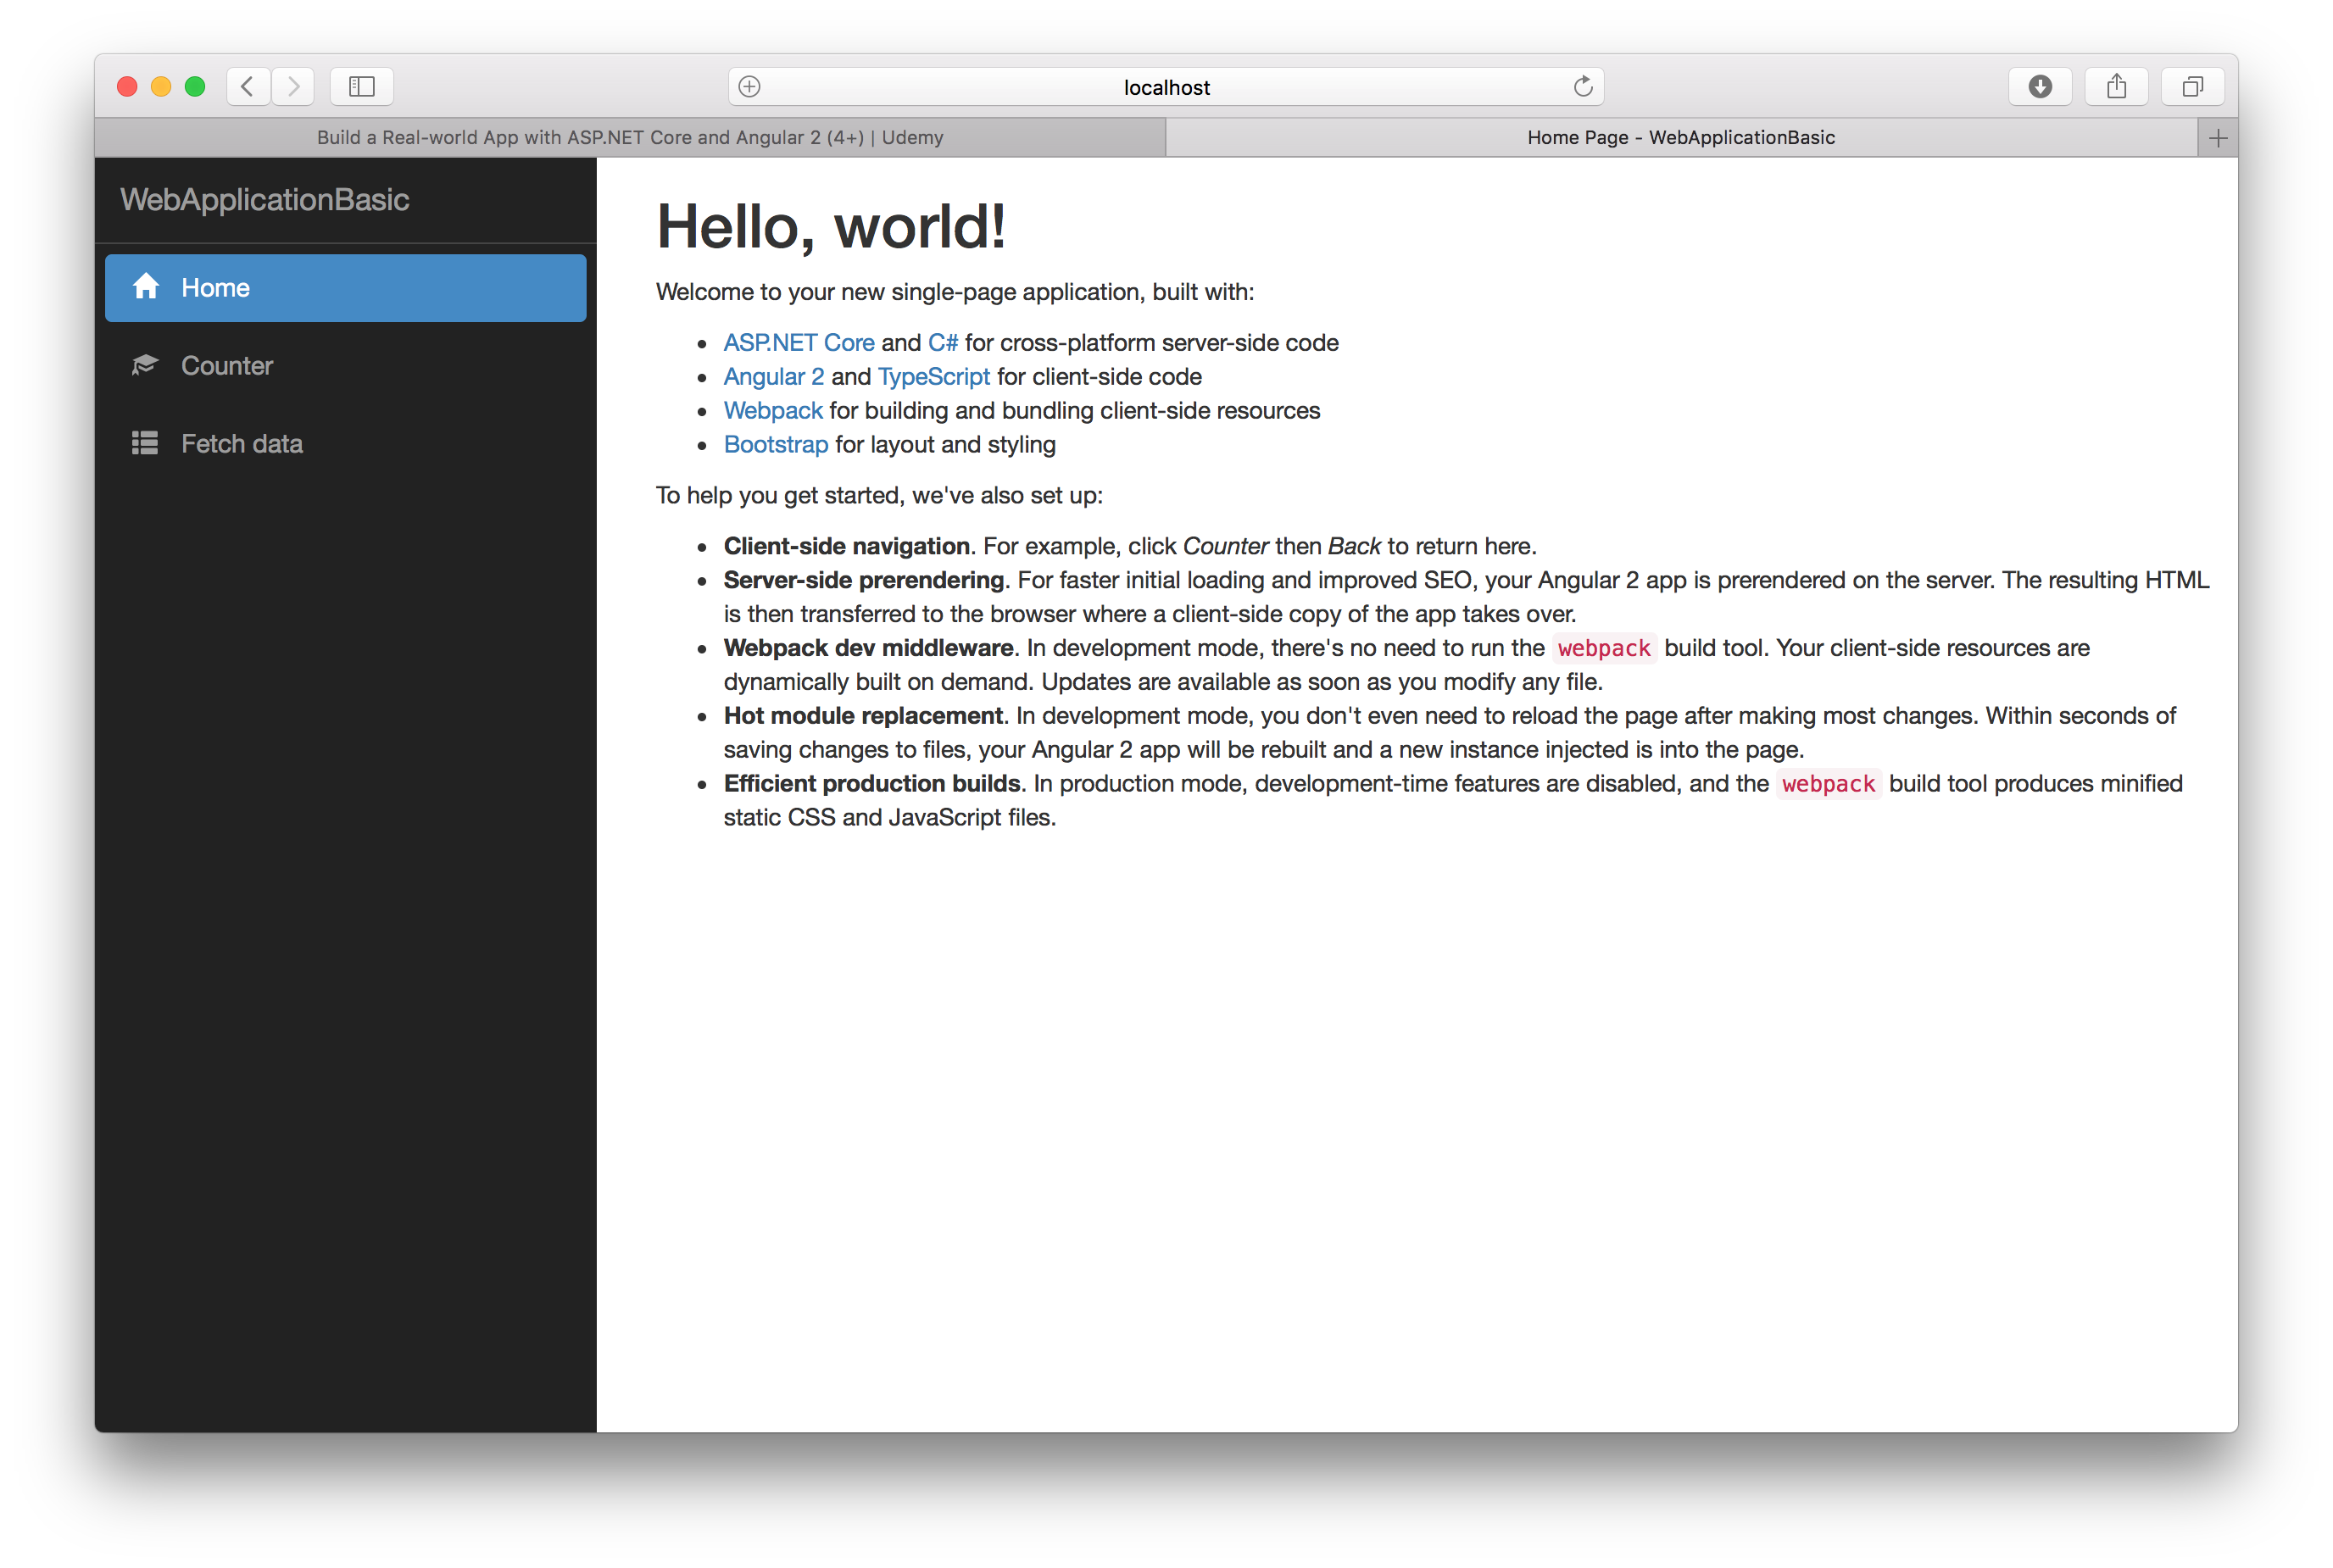 localhost
Build a Real-world App with ASP.NET Core and Angular 2 (4+) | Udemy
Home Page - WebApplicationBasic
WebApplicationBasic
Home
Counter
Fetch data
Hello, world!
Welcome to your new single-page application, built with:
ASP.NET Core and C# for cross-platform server-side code
Angular 2 and TypeScript for client-side code
Webpack for building and bundling client-side resources
Bootstrap for layout and styling
To help you get started, we've also set up:
Client-side navigation. For example, click Counter then Back to return here.
Server-side prerendering. For faster initial loading and improved SEO, your Angular 2 app is prerendered on the server. The resulting HTML
is then transferred to the browser where a client-side copy of the app takes over.
Webpack dev middleware. In development mode, there's no need to run the webpack build tool. Your client-side resources are
dynamically built on demand. Updates are available as soon as you modify any file.
Hot module replacement. In development mode, you don't even need to reload the page after making most changes. Within seconds of
saving changes to files, your Angular 2 app will be rebuilt and a new instance injected is into the page.
Efficient production builds. In production mode, development-time features are disabled, and the webpack build tool produces minified
static CSS and JavaScript files.